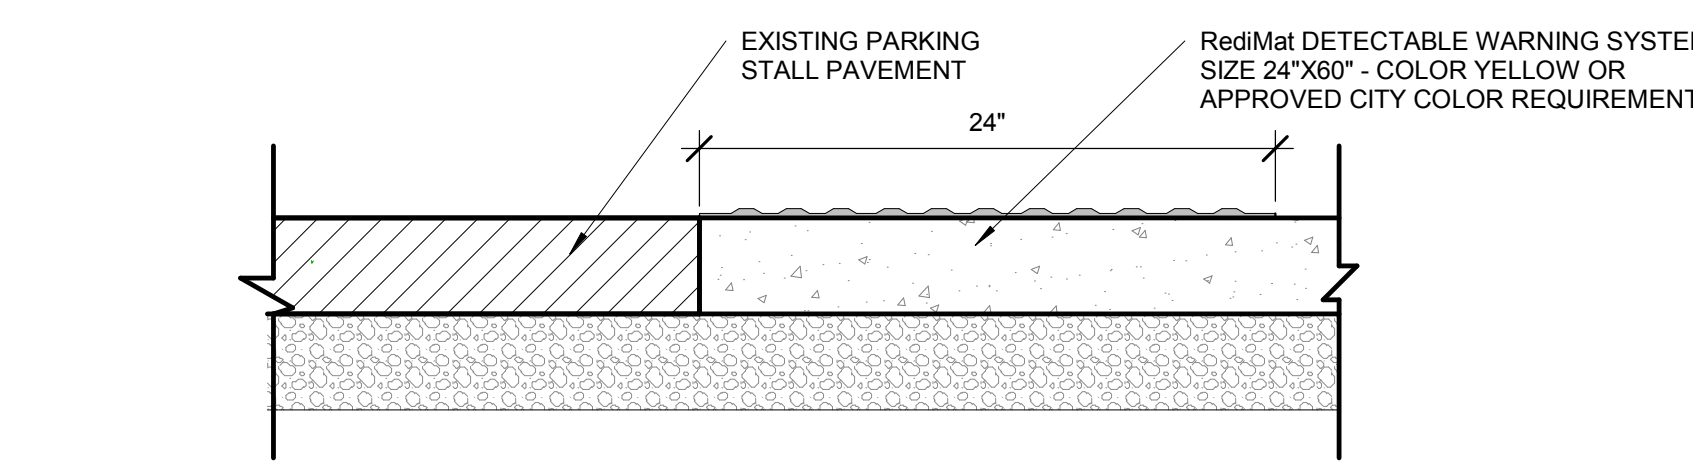 EXISTING PARKING
STALL PAVEMENT
RediMat DETECTABLE WARNING SYSTE
SIZE 24"X60" - COLOR YELLOW OR
APPROVED CITY COLOR REQUIREMENT
24"